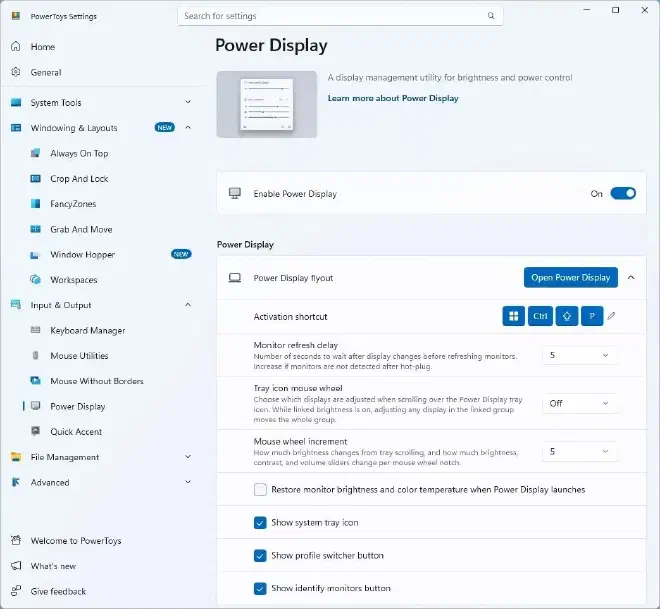 PowerToys Settings
Search for settings
Home
General
System Tools
Windowing & Layouts NEW
Always On Top
Crop And Lock
FancyZones
Grab And Move
Window Hopper NEW
Workspaces
Input & Output
Keyboard Manager
Mouse Utilities
Mouse Without Borders
Power Display
Quick Accent
File Management
Advanced
Welcome to PowerToys
What's new
Give feedback
Power Display
A display management utility for brightness and power control
Learn more about Power Display
Enable Power Display On
Power Display
Power Display flyout Open Power Display
Activation shortcut Ctrl P
Monitor refresh delay
Number of seconds to wait after display changes before refreshing monitors.
Increase if monitors are not detected after hot-plug.
5
Tray icon mouse wheel
Choose which displays are adjusted when scrolling over the Power Display tray
icon. While linked brightness is on, adjusting any display in the linked group
moves the whole group.
Off
Mouse wheel increment
How much brightness changes from tray scrolling, and how much brightness,
contrast, and volume sliders change per mouse wheel notch.
5
Restore monitor brightness and color temperature when Power Display launches
Show system tray icon
Show profile switcher button
Show identify monitors button